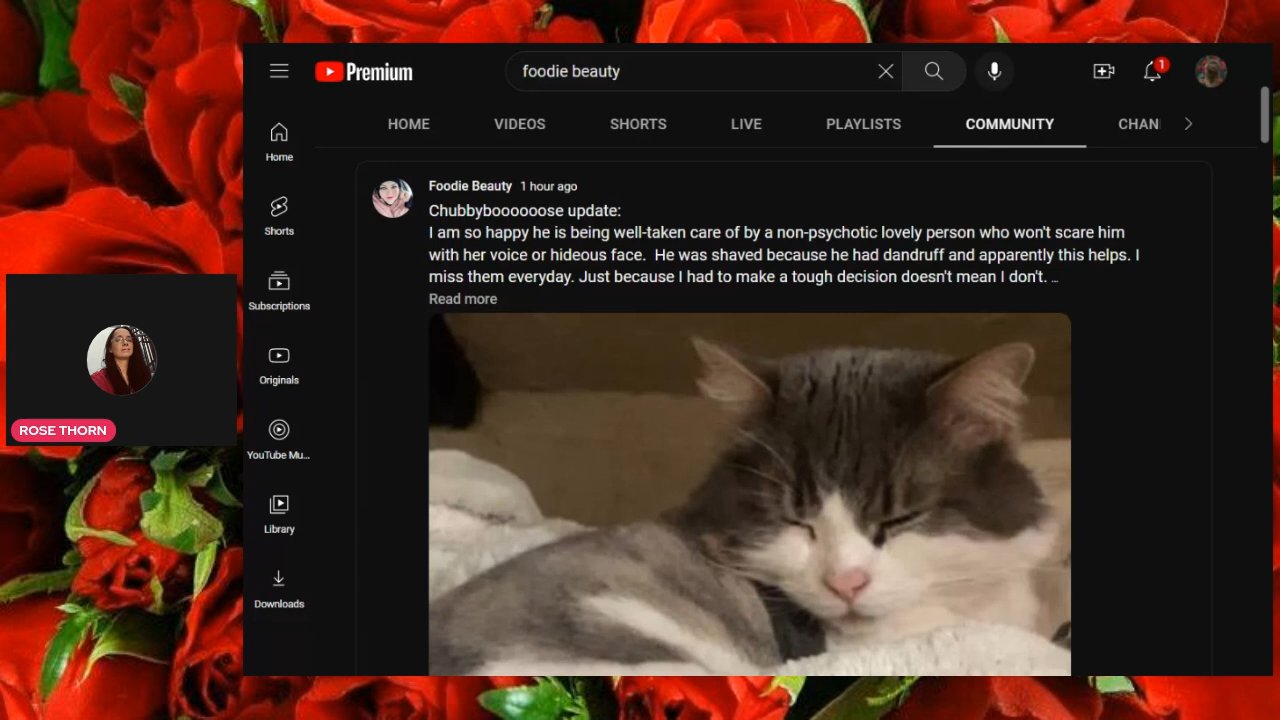 Premium
foodie beauty
1
HOME VIDEOS SHORTS LIVE PLAYLISTS COMMUNITY CHAN
Home
Shorts
Subscriptions
Originals
YouTube Mu...
Library
Downloads
Foodie Beauty 1 hour ago
Chubbyboooooose update:
I am so happy he is being well-taken care of by a non-psychotic lovely person who won't scare him
with her voice or hideous face. He was shaved because he had dandruff and apparently this helps. I
miss them everyday. Just because I had to make a tough decision doesn't mean I don't. ...
Read more
ROSE THORN